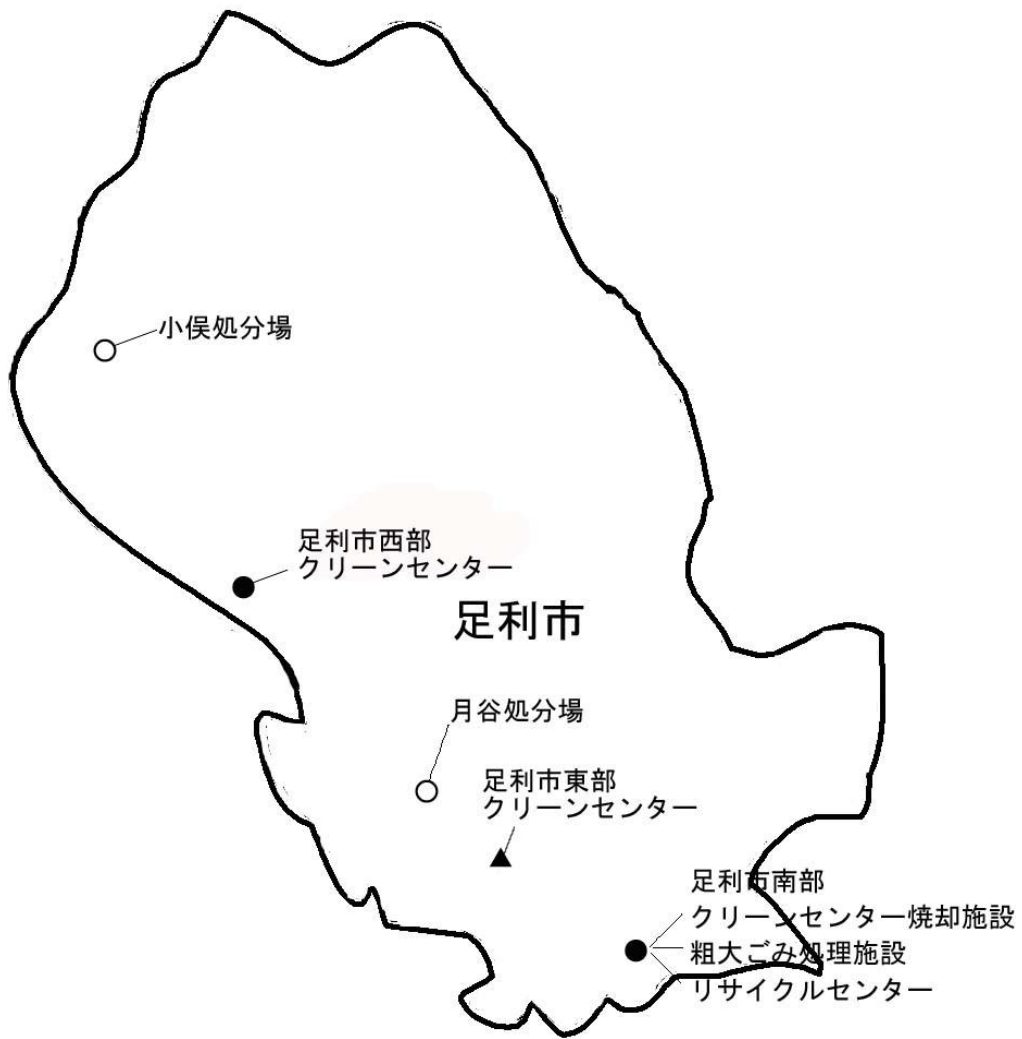 小俣処分場
足利市西部
クリーンセンター
足利市
月谷処分場
足利市東部
クリーンセンター
足利市南部
クリーンセンター焼却施設
粗大ごみ処理施設
リサイクルセンター